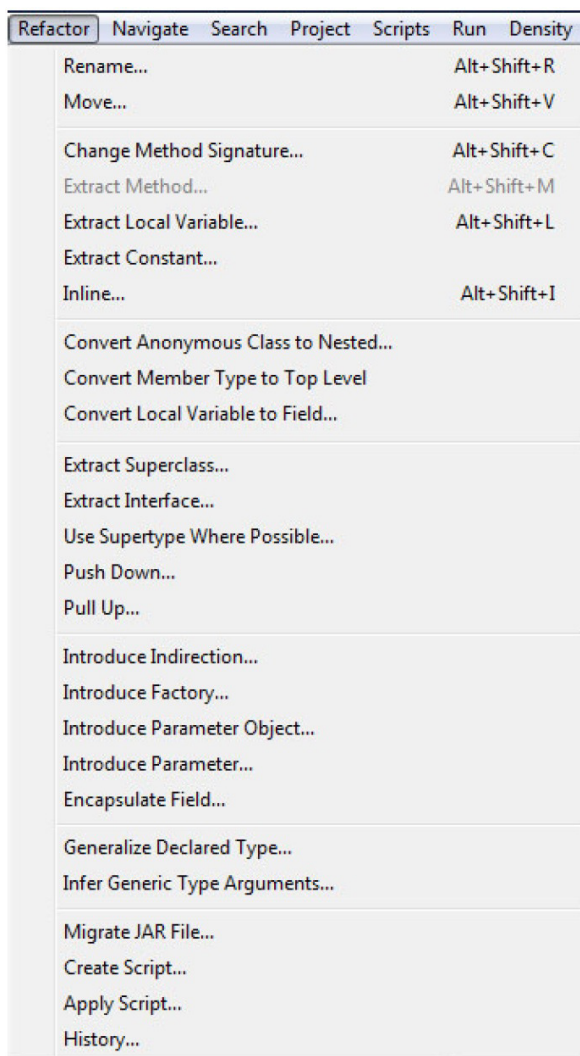 Refactor Navigate Search Project Scripts Run Density
Rename... Alt+Shift+R
Move... Alt+Shift+V
Change Method Signature... Alt+Shift+C
Extract Method... Alt+Shift+M
Extract Local Variable... Alt+Shift+L
Extract Constant...
Inline... Alt+Shift+I
Convert Anonymous Class to Nested...
Convert Member Type to Top Level
Convert Local Variable to Field...
Extract Superclass...
Extract Interface...
Use Supertype Where Possible...
Push Down...
Pull Up...
Introduce Indirection...
Introduce Factory...
Introduce Parameter Object...
Introduce Parameter...
Encapsulate Field...
Generalize Declared Type...
Infer Generic Type Arguments...
Migrate JAR File...
Create Script...
Apply Script...
History...